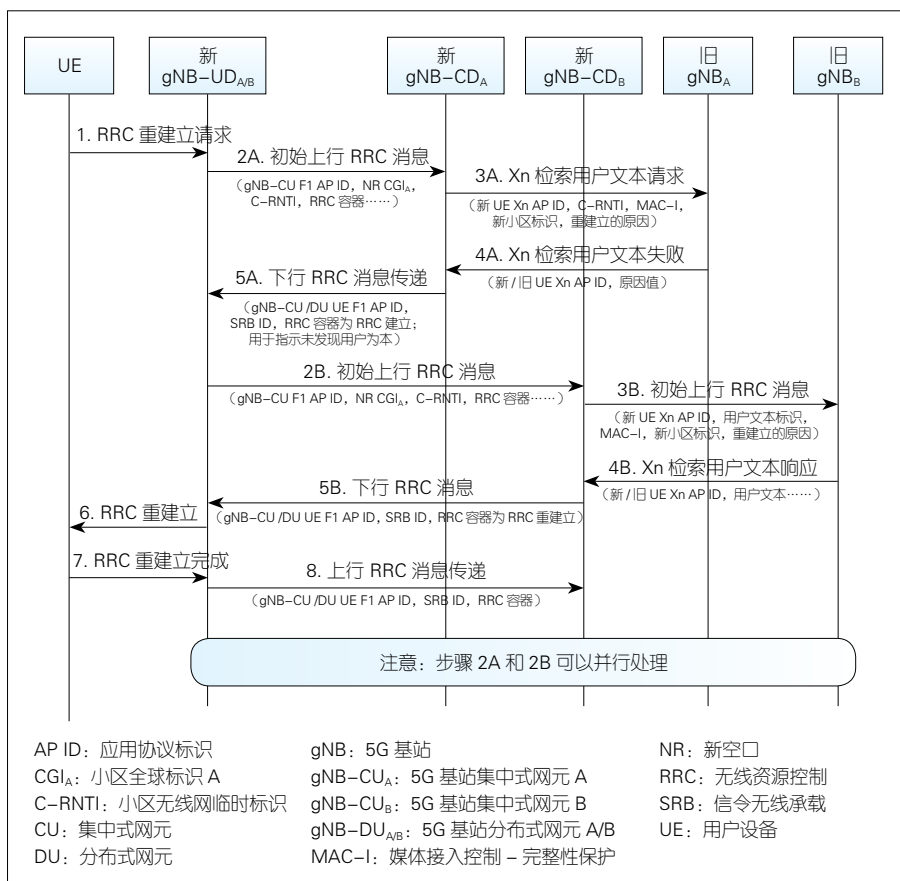 UE
新
gNB-UD_A/B
新
gNB-CD_A
新
gNB-CD_B
旧
gNB_A
旧
gNB_B
1. RRC 重建立请求
2A. 初始上行 RRC 消息
（gNB-CU F1 AP ID，NR CGI_A，
C-RNTI，RRC 容器……）
3A. Xn 检索用户文本请求
（新 UE Xn AP ID，C-RNTI，MAC-I，
新小区标识，重建立的原因）
4A. Xn 检索用户文本失败
（新 / 旧 UE Xn AP ID，原因值）
5A. 下行 RRC 消息传递
（gNB-CU /DU UE F1 AP ID，
SRB ID，RRC 容器为 RRC 建立；
用于指示未发现用户为本）
2B. 初始上行 RRC 消息
（gNB-CU F1 AP ID，NR CGI_A，C-RNTI，RRC 容器……）
3B. 初始上行 RRC 消息
（新 UE Xn AP ID，用户文本标识，
MAC-I，新小区标识，重建立的原因）
4B. Xn 检索用户文本响应
（新 / 旧 UE Xn AP ID，用户文本……）
5B. 下行 RRC 消息
（gNB-CU /DU UE F1 AP ID，SRB ID，RRC 容器为 RRC 重建立）
6. RRC 重建立
7. RRC 重建立完成
8. 上行 RRC 消息传递
（gNB-CU /DU UE F1 AP ID，SRB ID，RRC 容器）
注意：步骤 2A 和 2B 可以并行处理
AP ID：应用协议标识
CGI_A：小区全球标识 A
C-RNTI：小区无线网临时标识
CU：集中式网元
DU：分布式网元
gNB：5G 基站
gNB-CU_A：5G 基站集中式网元 A
gNB-CU_B：5G 基站集中式网元 B
gNB-DU_A/B：5G 基站分布式网元 A/B
MAC-I：媒体接入控制 – 完整性保护
NR：新空口
RRC：无线资源控制
SRB：信令无线承载
UE：用户设备